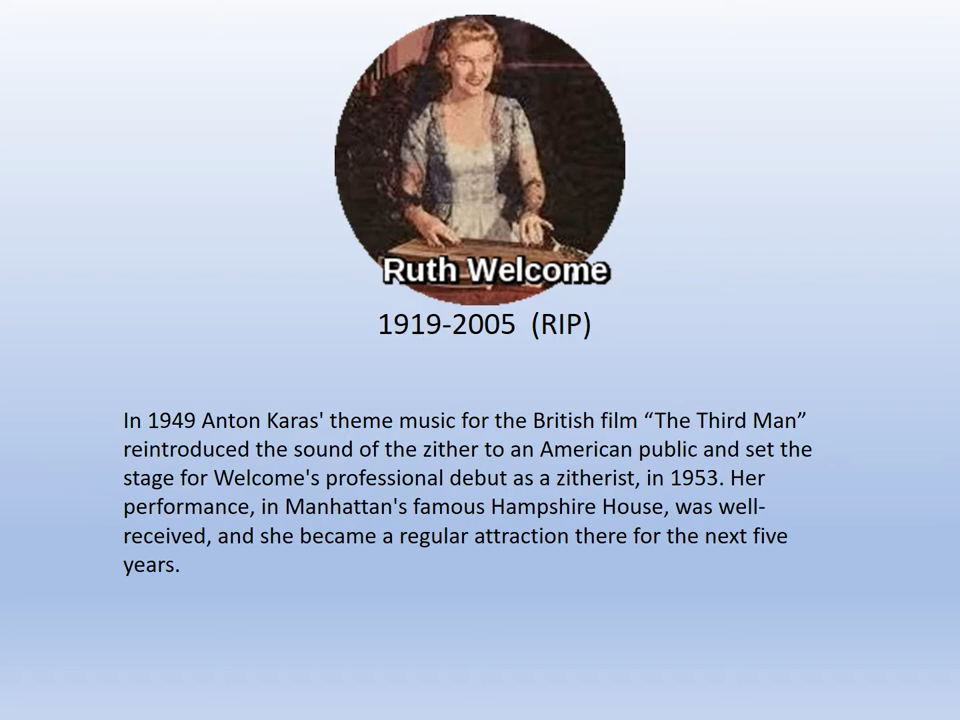 Ruth Welcome
1919-2005  (RIP)
In 1949 Anton Karas' theme music for the British film “The Third Man”
reintroduced the sound of the zither to an American public and set the
stage for Welcome's professional debut as a zitherist, in 1953. Her
performance, in Manhattan's famous Hampshire House, was well-
received, and she became a regular attraction there for the next five
years.